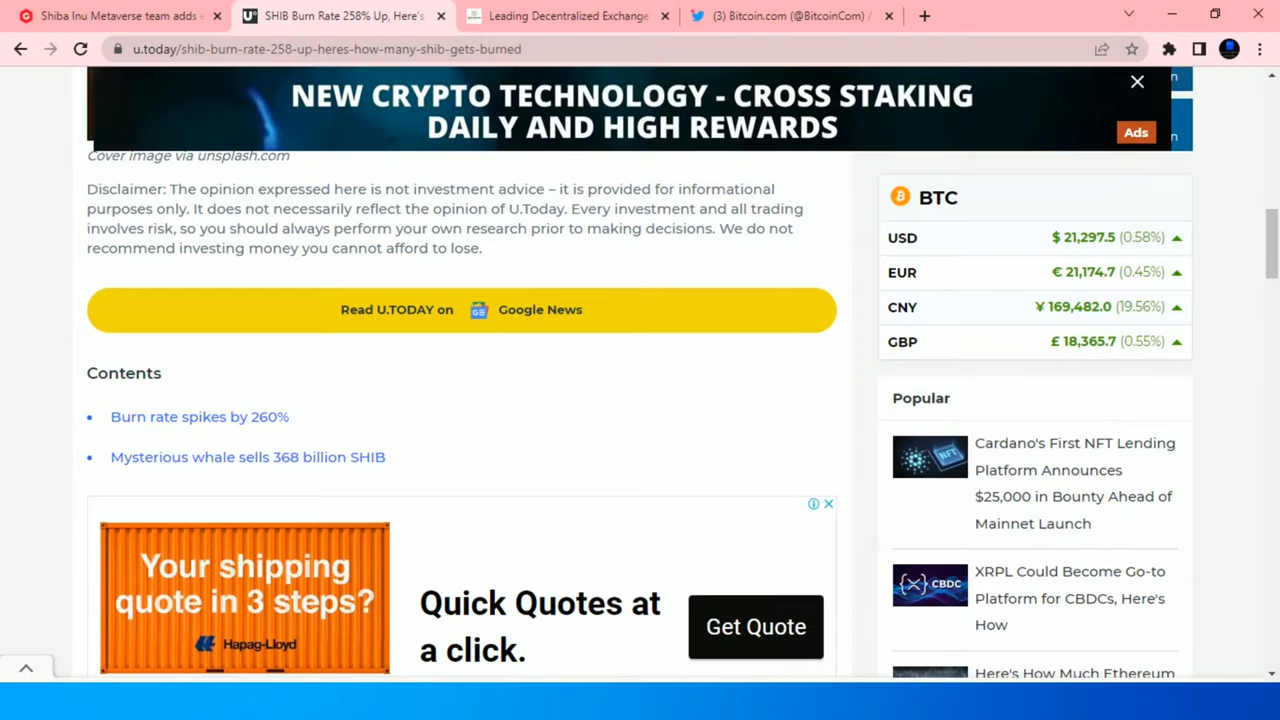 Shiba Inu Metaverse team adds
SHIB Burn Rate 258% Up, Here's
Leading Decentralized Exchange
(3) Bitcoin.com (@BitcoinCom) /
u.today/shib-burn-rate-258-up-heres-how-many-shib-gets-burned
NEW CRYPTO TECHNOLOGY - CROSS STAKING
DAILY AND HIGH REWARDS
Ads
Cover image via unsplash.com
Disclaimer: The opinion expressed here is not investment advice – it is provided for informational
purposes only. It does not necessarily reflect the opinion of U.Today. Every investment and all trading
involves risk, so you should always perform your own research prior to making decisions. We do not
recommend investing money you cannot afford to lose.
Read U.TODAY on Google News
Contents
• Burn rate spikes by 260%
• Mysterious whale sells 368 billion SHIB
Your shipping
quote in 3 steps?
Hapag-Lloyd
Quick Quotes at
a click.
Get Quote
BTC
USD $ 21,297.5 (0.58%)
EUR € 21,174.7 (0.45%)
CNY ¥ 169,482.0 (19.56%)
GBP £ 18,365.7 (0.55%)
Popular
Cardano's First NFT Lending
Platform Announces
$25,000 in Bounty Ahead of
Mainnet Launch
CBDC
XRPL Could Become Go-to
Platform for CBDCs, Here's
How
Here's How Much Ethereum